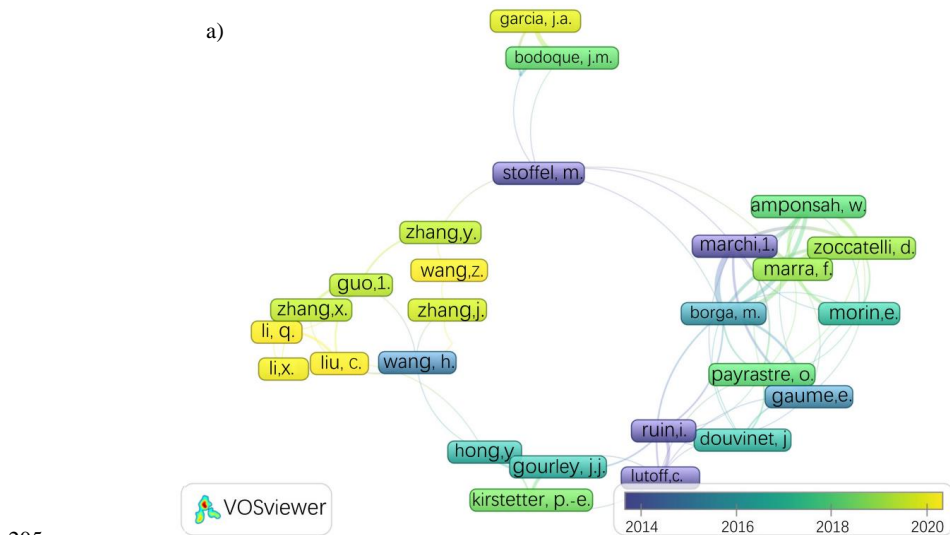 a)
garcia, j.a.
bodoque, j.m.
stoffel, m.
amponsah, w.
zhang,y.
marchi,1.
zoccatelli, d.
wang,z.
marra, f.
guo,1.
zhang,x.
zhang,j.
borga, m.
morin,e.
li, q.
li,x.
liu, c.
wang, h.
payrastre, o.
gaume,e.
ruin,i.
douvinet, j
hong,y.
gourley, j.j.
lutoff,c.
kirstetter, p.-e.
VOSviewer
2014 2016 2018 2020